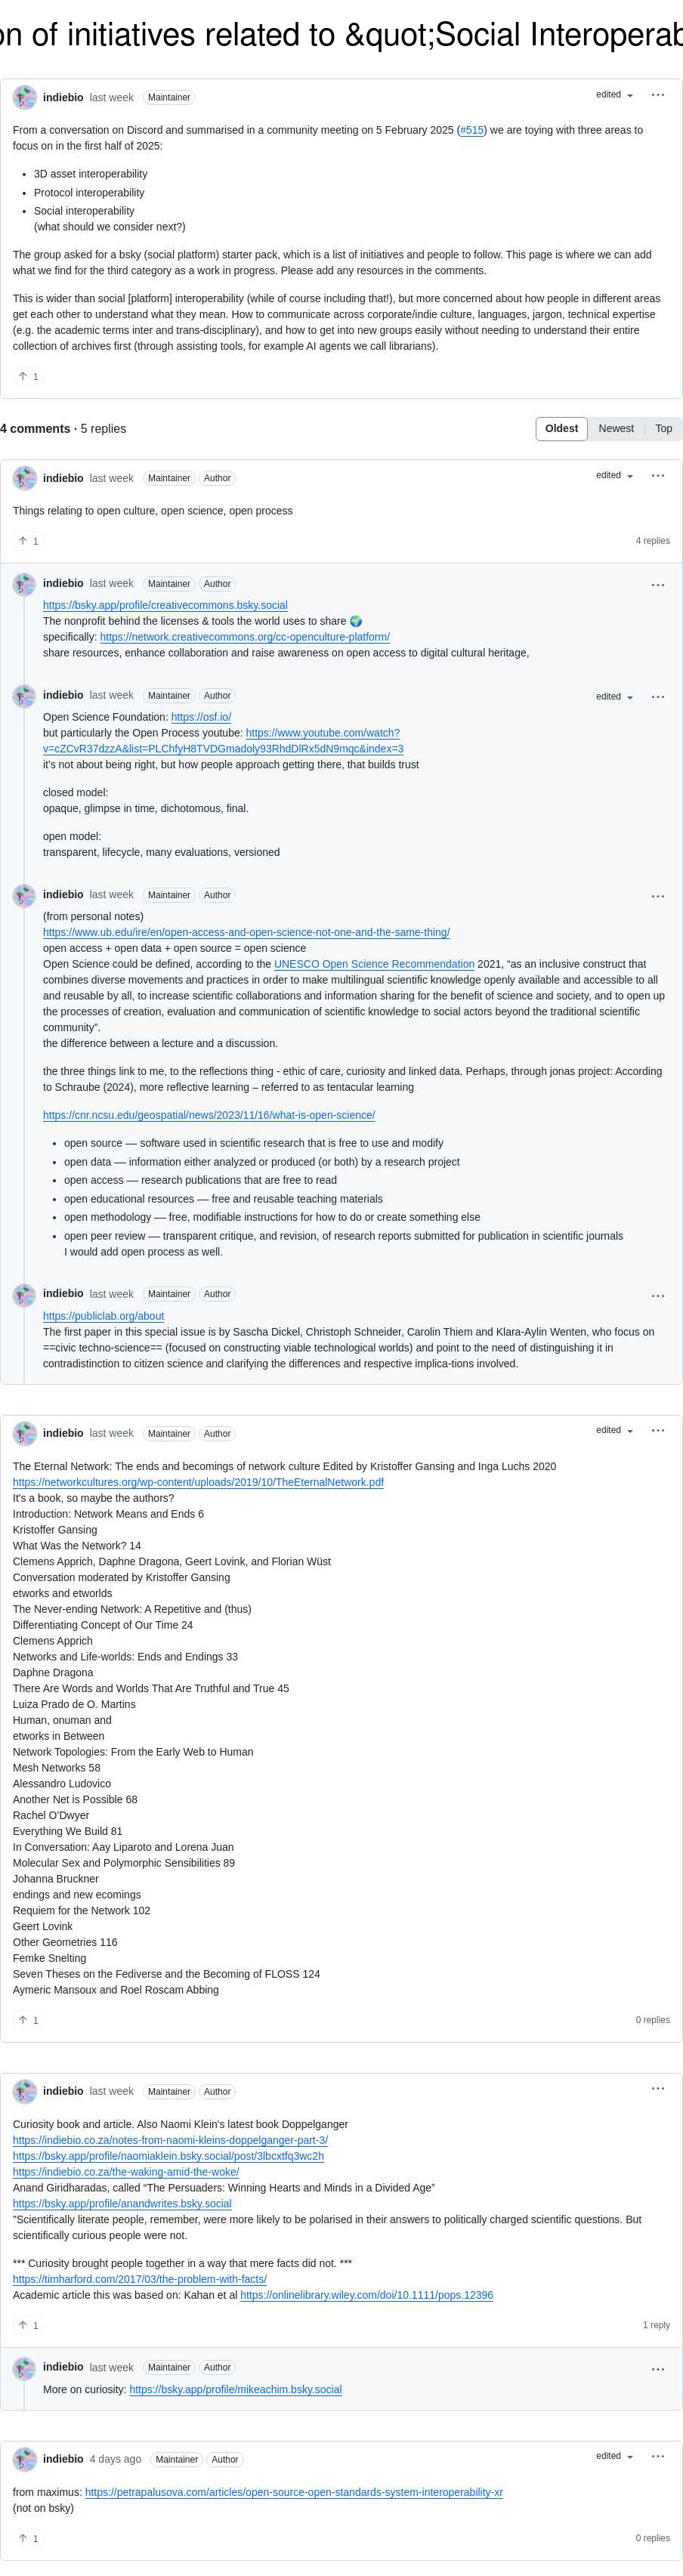 on of initiatives related to &quot;Social Interoperab
indiebio last week Maintainer edited
From a conversation on Discord and summarised in a community meeting on 5 February 2025 (#515) we are toying with three areas to
focus on in the first half of 2025:
• 3D asset interoperability
• Protocol interoperability
• Social interoperability
(what should we consider next?)
The group asked for a bsky (social platform) starter pack, which is a list of initiatives and people to follow. This page is where we can add
what we find for the third category as a work in progress. Please add any resources in the comments.
This is wider than social [platform] interoperability (while of course including that!), but more concerned about how people in different areas
get each other to understand what they mean. How to communicate across corporate/indie culture, languages, jargon, technical expertise
(e.g. the academic terms inter and trans-disciplinary), and how to get into new groups easily without needing to understand their entire
collection of archives first (through assisting tools, for example AI agents we call librarians).
↑ 1
4 comments · 5 replies Oldest Newest Top
indiebio last week Maintainer Author edited
Things relating to open culture, open science, open process
↑ 1 4 replies
indiebio last week Maintainer Author
https://bsky.app/profile/creativecommons.bsky.social
The nonprofit behind the licenses & tools the world uses to share 🌍
specifically: https://network.creativecommons.org/cc-openculture-platform/
share resources, enhance collaboration and raise awareness on open access to digital cultural heritage,
indiebio last week Maintainer Author edited
Open Science Foundation: https://osf.io/
but particularly the Open Process youtube: https://www.youtube.com/watch?
v=cZCvR37dzzA&list=PLChfyH8TVDGmadoly93RhdDlRx5dN9mqc&index=3
it's not about being right, but how people approach getting there, that builds trust
closed model:
opaque, glimpse in time, dichotomous, final.
open model:
transparent, lifecycle, many evaluations, versioned
indiebio last week Maintainer Author
(from personal notes)
https://www.ub.edu/ire/en/open-access-and-open-science-not-one-and-the-same-thing/
open access + open data + open source = open science
Open Science could be defined, according to the UNESCO Open Science Recommendation 2021, “as an inclusive construct that
combines diverse movements and practices in order to make multilingual scientific knowledge openly available and accessible to all
and reusable by all, to increase scientific collaborations and information sharing for the benefit of science and society, and to open up
the processes of creation, evaluation and communication of scientific knowledge to social actors beyond the traditional scientific
community”.
the difference between a lecture and a discussion.
the three things link to me, to the reflections thing - ethic of care, curiosity and linked data. Perhaps, through jonas project: According
to Schraube (2024), more reflective learning – referred to as tentacular learning
https://cnr.ncsu.edu/geospatial/news/2023/11/16/what-is-open-science/
• open source — software used in scientific research that is free to use and modify
• open data — information either analyzed or produced (or both) by a research project
• open access — research publications that are free to read
• open educational resources — free and reusable teaching materials
• open methodology — free, modifiable instructions for how to do or create something else
• open peer review — transparent critique, and revision, of research reports submitted for publication in scientific journals
I would add open process as well.
indiebio last week Maintainer Author
https://publiclab.org/about
The first paper in this special issue is by Sascha Dickel, Christoph Schneider, Carolin Thiem and Klara-Aylin Wenten, who focus on
==civic techno-science== (focused on constructing viable technological worlds) and point to the need of distinguishing it in
contradistinction to citizen science and clarifying the differences and respective implica-tions involved.
indiebio last week Maintainer Author edited
The Eternal Network: The ends and becomings of network culture Edited by Kristoffer Gansing and Inga Luchs 2020
https://networkcultures.org/wp-content/uploads/2019/10/TheEternalNetwork.pdf
It's a book, so maybe the authors?
Introduction: Network Means and Ends 6
Kristoffer Gansing
What Was the Network? 14
Clemens Apprich, Daphne Dragona, Geert Lovink, and Florian Wüst
Conversation moderated by Kristoffer Gansing
etworks and etworlds
The Never-ending Network: A Repetitive and (thus)
Differentiating Concept of Our Time 24
Clemens Apprich
Networks and Life-worlds: Ends and Endings 33
Daphne Dragona
There Are Words and Worlds That Are Truthful and True 45
Luiza Prado de O. Martins
Human, onuman and
etworks in Between
Network Topologies: From the Early Web to Human
Mesh Networks 58
Alessandro Ludovico
Another Net is Possible 68
Rachel O’Dwyer
Everything We Build 81
In Conversation: Aay Liparoto and Lorena Juan
Molecular Sex and Polymorphic Sensibilities 89
Johanna Bruckner
endings and new ecomings
Requiem for the Network 102
Geert Lovink
Other Geometries 116
Femke Snelting
Seven Theses on the Fediverse and the Becoming of FLOSS 124
Aymeric Mansoux and Roel Roscam Abbing
↑ 1 0 replies
indiebio last week Maintainer Author
Curiosity book and article. Also Naomi Klein's latest book Doppelganger
https://indiebio.co.za/notes-from-naomi-kleins-doppelganger-part-3/
https://bsky.app/profile/naomiaklein.bsky.social/post/3lbcxtfq3wc2h
https://indiebio.co.za/the-waking-amid-the-woke/
Anand Giridharadas, called “The Persuaders: Winning Hearts and Minds in a Divided Age”
https://bsky.app/profile/anandwrites.bsky.social
"Scientifically literate people, remember, were more likely to be polarised in their answers to politically charged scientific questions. But
scientifically curious people were not.
*** Curiosity brought people together in a way that mere facts did not. ***
https://timharford.com/2017/03/the-problem-with-facts/
Academic article this was based on: Kahan et al https://onlinelibrary.wiley.com/doi/10.1111/pops.12396
↑ 1 1 reply
indiebio last week Maintainer Author
More on curiosity: https://bsky.app/profile/mikeachim.bsky.social
indiebio 4 days ago Maintainer Author edited
from maximus: https://petrapalusova.com/articles/open-source-open-standards-system-interoperability-xr
(not on bsky)
↑ 1 0 replies